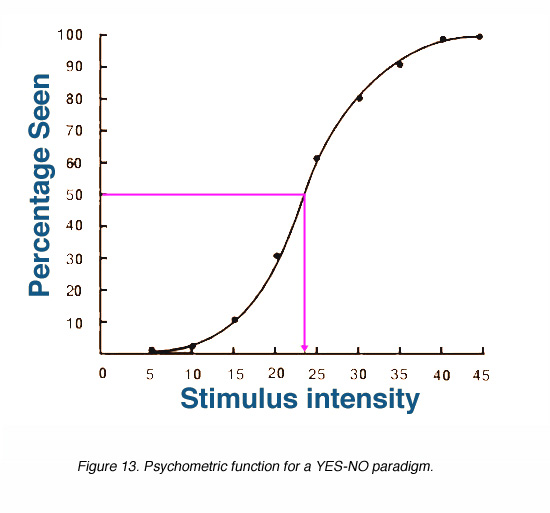 100
90
80
70
60
50
40
30
20
10
Percentage Seen
0 5 10 15 20 25 30 35 40 45
Stimulus intensity
Figure 13. Psychometric function for a YES-NO paradigm.